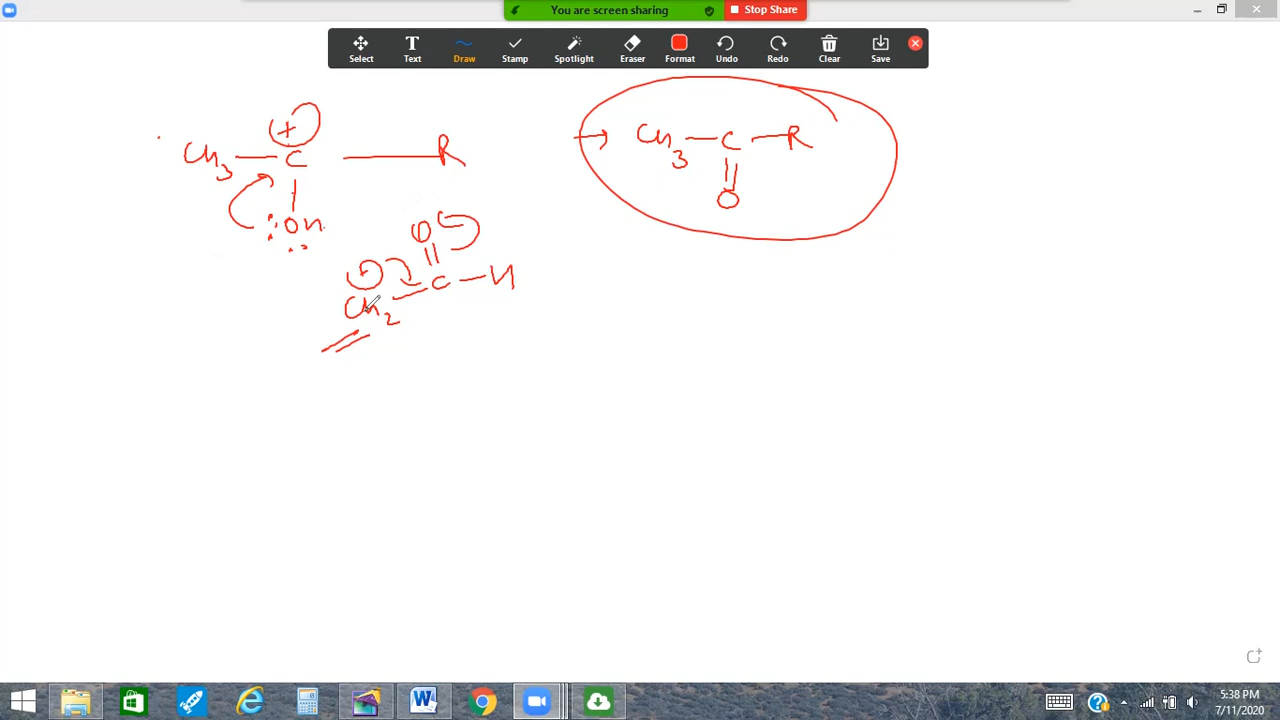 You are screen sharing Stop Share
Select Text Draw Stamp Spotlight Eraser Format Undo Redo Clear Save
CH3 — C — R
+
:OH
→ CH3 — C — R
O
O
+
CH2 — C — H
5:38 PM
7/11/2020